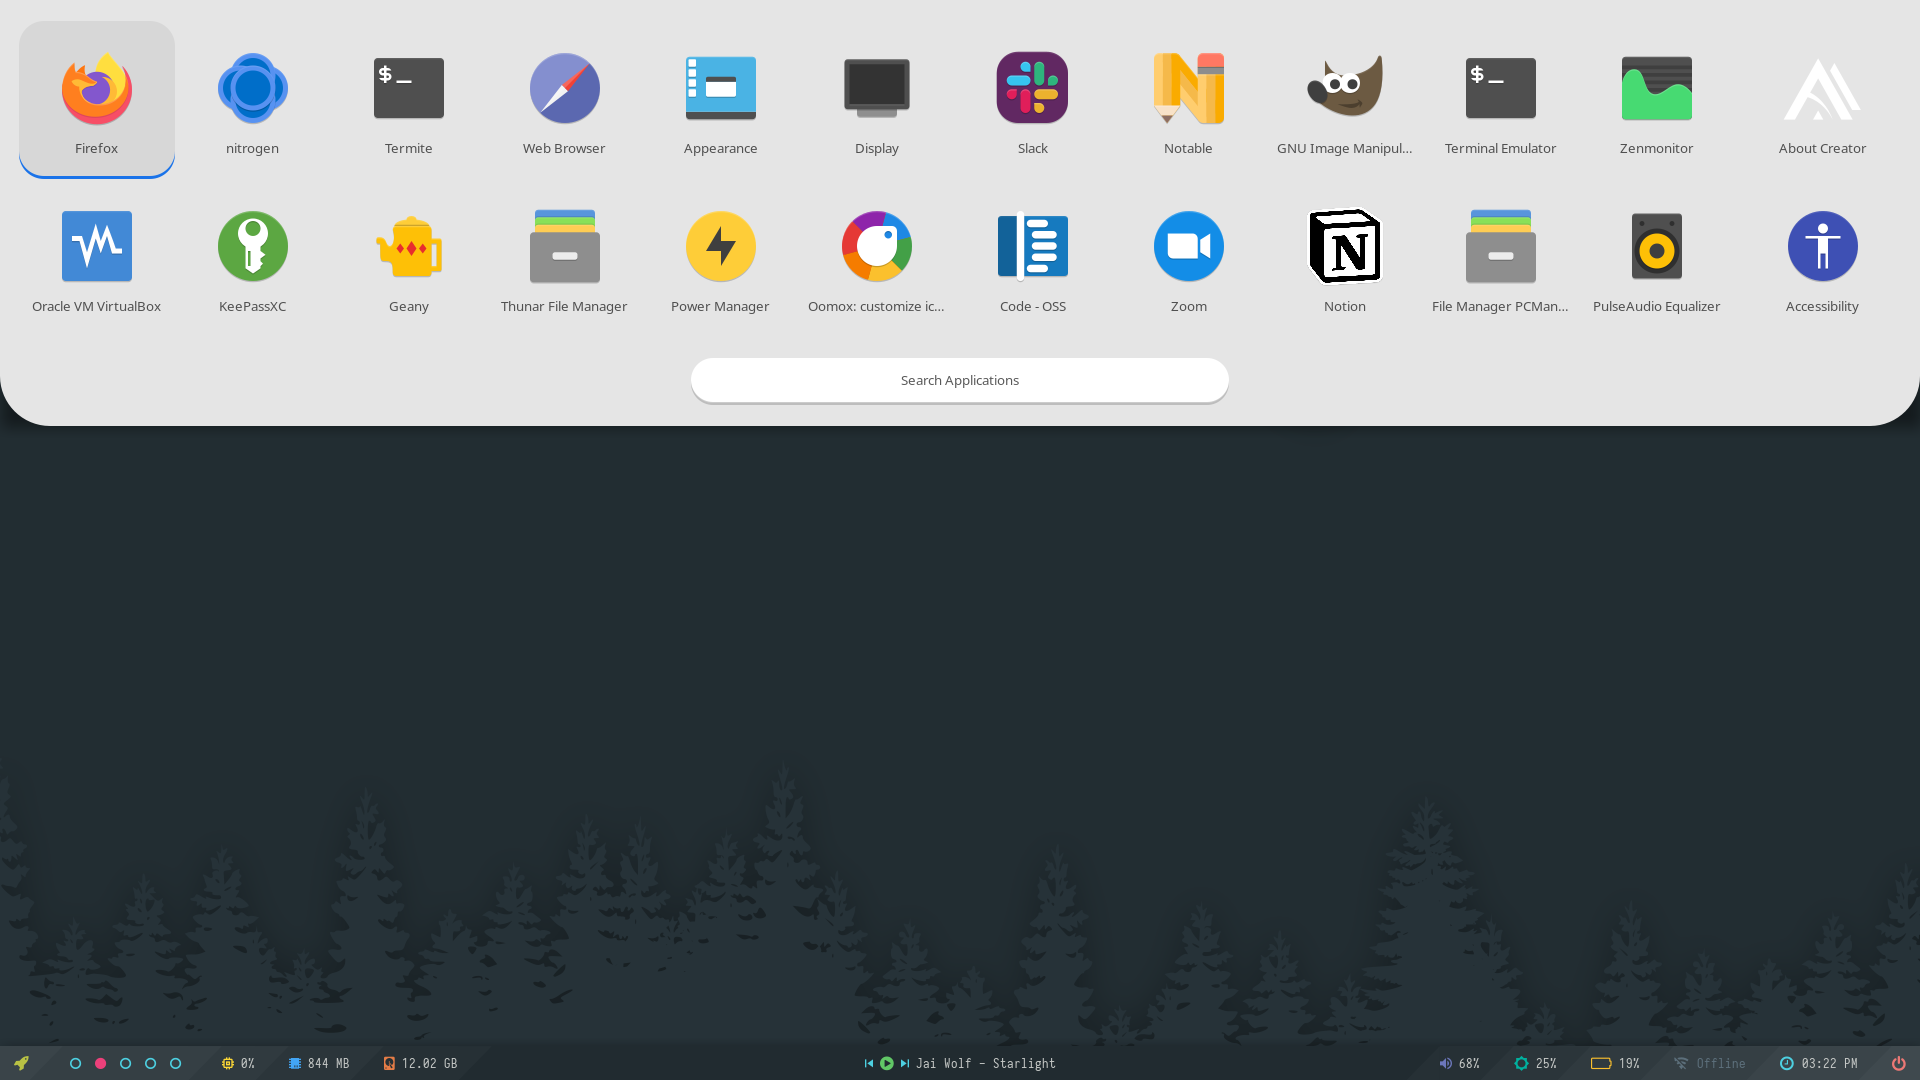 $_
$_
Firefox
nitrogen
Termite
Web Browser
Appearance
Display
Slack
Notable
GNU Image Manipul...
Terminal Emulator
Zenmonitor
About Creator
N
Oracle VM VirtualBox
KeePassXC
Geany
Thunar File Manager
Power Manager
Oomox: customize ic...
Code - OSS
Zoom
Notion
File Manager PCMan...
PulseAudio Equalizer
Accessibility
Search Applications
0% 844 MB 12.02 GB Jai Wolf - Starlight 68% 25% 19% Offline 03:22 PM